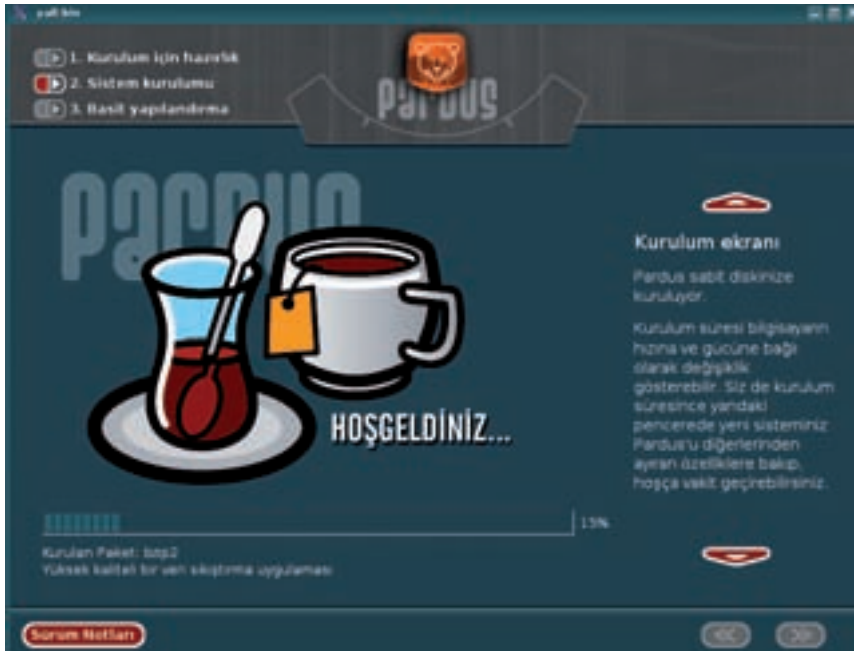 yali.bin
1. Kurulum için hazırlık
2. Sistem kurulumu
3. Basit yapılandırma
PARDUS
PARDUS
HOŞGELDİNİZ...
Kurulum ekranı
Pardus sabit diskinize
kuruluyor.
Kurulum süresi bilgisayarın
hızına ve gücüne bağlı
olarak değişiklik
gösterebilir. Siz de kurulum
süresince yandaki
pencerede yeni sisteminiz
Pardus'u diğerlerinden
ayıran özelliklere bakıp,
hoşça vakit geçirebilirsiniz.
15%
Kurulan Paket: bzip2
Yüksek kaliteli bir veri sıkıştırma uygulaması
Sürüm Notları